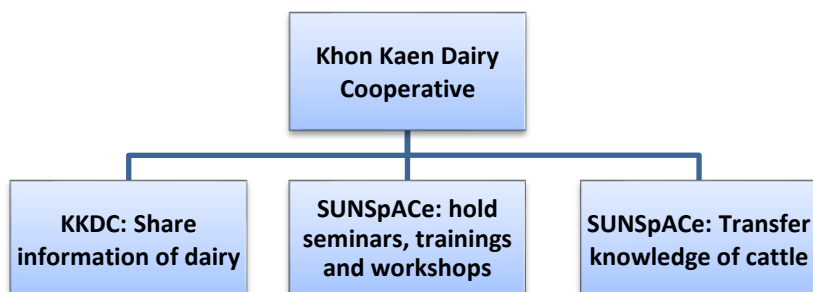 Khon Kaen Dairy
Cooperative
KKDC: Share
information of dairy
SUNSpACe: hold
seminars, trainings
and workshops
SUNSpACe: Transfer
knowledge of cattle